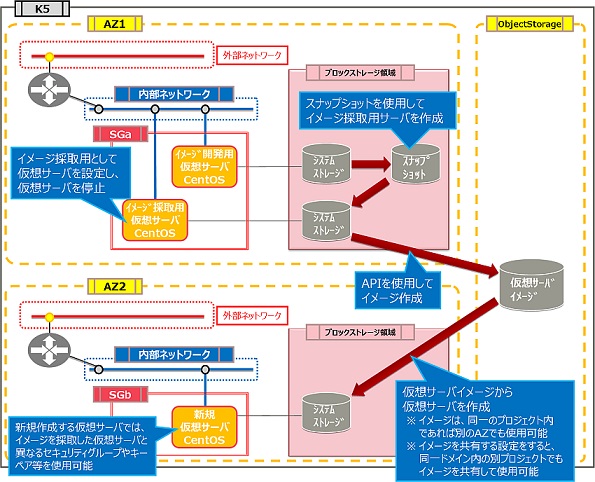 K5
AZ1
ObjectStorage
外部ネットワーク
内部ネットワーク
ブロックストレージ領域
スナップショットを使用して
イメージ採取用サーバを作成
SGa
イメージ開発用
仮想サーバ
CentOS
システム
ストレージ
スナップ
ショット
イメージ採取用として
仮想サーバを設定し、
仮想サーバを停止
イメージ採取用
仮想サーバ
CentOS
システム
ストレージ
APIを使用して
イメージ作成
仮想サーバ
イメージ
AZ2
外部ネットワーク
内部ネットワーク
ブロックストレージ領域
SGb
新規
仮想サーバ
CentOS
システム
ストレージ
新規作成する仮想サーバでは、
イメージを採取した仮想サーバと
異なるセキュリティグループやキー
ペア等を使用可能
仮想サーバイメージから
仮想サーバを作成
※ イメージは、同一のプロジェクト内
であれば別のAZでも使用可能
※ イメージを共有する設定をすると、
同一ドメイン内の別プロジェクトでも
イメージを共有して使用可能